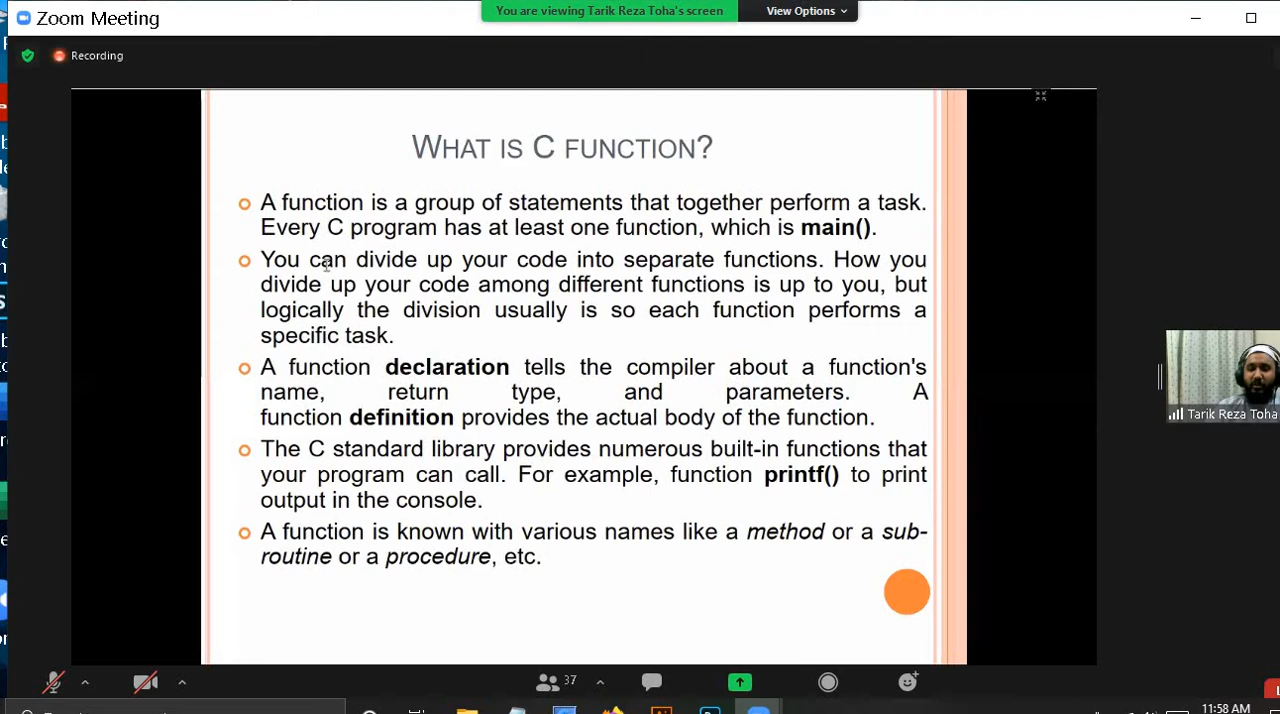 Zoom Meeting
You are viewing Tarik Reza Toha's screen
View Options
Recording
WHAT IS C FUNCTION?
A function is a group of statements that together perform a task.
Every C program has at least one function, which is main().
You can divide up your code into separate functions. How you
divide up your code among different functions is up to you, but
logically the division usually is so each function performs a
specific task.
A function declaration tells the compiler about a function's
name, return type, and parameters. A
function definition provides the actual body of the function.
The C standard library provides numerous built-in functions that
your program can call. For example, function printf() to print
output in the console.
A function is known with various names like a method or a sub-
routine or a procedure, etc.
Tarik Reza Toha
37
11:58 AM